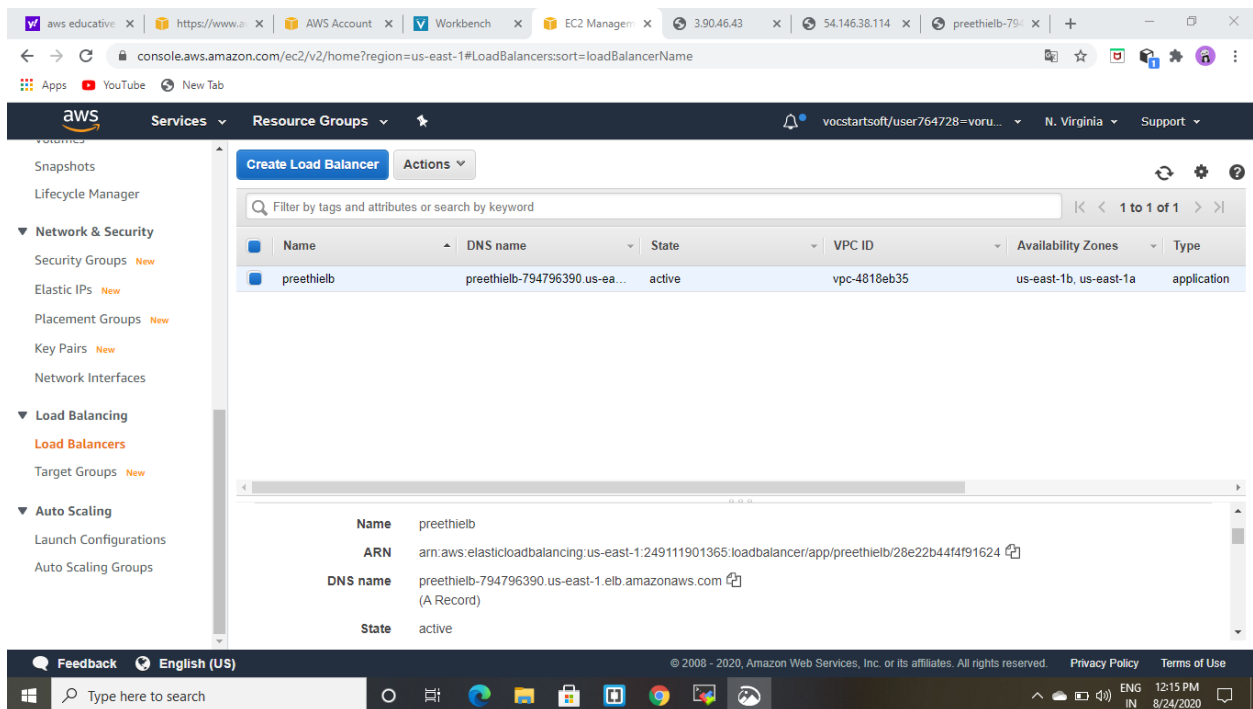 aws educative
https://www.a
AWS Account
Workbench
EC2 Managem
3.90.46.43
54.146.38.114
preethielb-794
console.aws.amazon.com/ec2/v2/home?region=us-east-1#LoadBalancers:sort=loadBalancerName
Apps YouTube New Tab
aws Services Resource Groups vocstartsoft/user764728=voru... N. Virginia Support
Volumes
Snapshots
Lifecycle Manager
Network & Security
Security Groups New
Elastic IPs New
Placement Groups New
Key Pairs New
Network Interfaces
Load Balancing
Load Balancers
Target Groups New
Auto Scaling
Launch Configurations
Auto Scaling Groups
Create Load Balancer Actions
Filter by tags and attributes or search by keyword 1 to 1 of 1
Name DNS name State VPC ID Availability Zones Type
preethielb preethielb-794796390.us-ea... active vpc-4818eb35 us-east-1b, us-east-1a application
Name preethielb
ARN arn:aws:elasticloadbalancing:us-east-1:249111901365:loadbalancer/app/preethielb/28e22b44f4f91624
DNS name preethielb-794796390.us-east-1.elb.amazonaws.com
(A Record)
State active
Feedback English (US) © 2008 - 2020, Amazon Web Services, Inc. or its affiliates. All rights reserved. Privacy Policy Terms of Use
Type here to search ENG IN 12:15 PM 8/24/2020